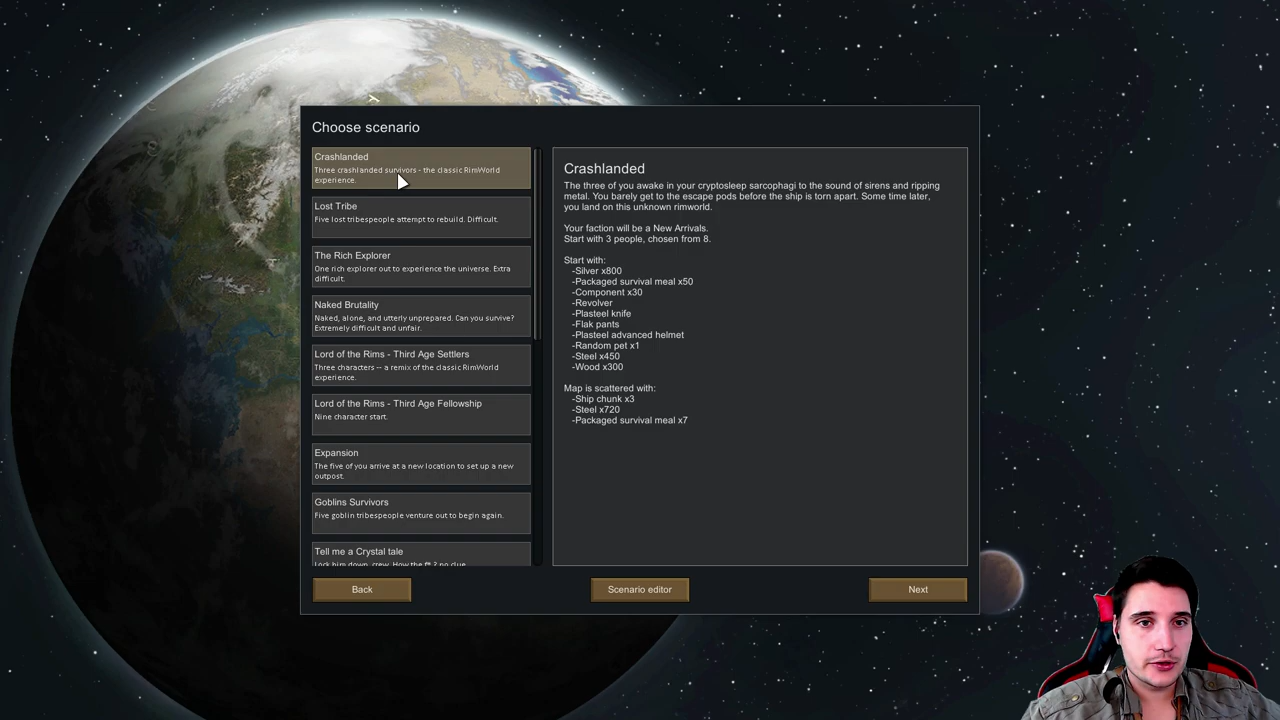 Choose scenario
Crashlanded
Three crashlanded survivors - the classic RimWorld
experience.
Lost Tribe
Five lost tribespeople attempt to rebuild. Difficult.
The Rich Explorer
One rich explorer out to experience the universe. Extra
difficult.
Naked Brutality
Naked, alone, and utterly unprepared. Can you survive?
Extremely difficult and unfair.
Lord of the Rims - Third Age Settlers
Three characters -- a remix of the classic RimWorld
experience.
Lord of the Rims - Third Age Fellowship
Nine character start.
Expansion
The five of you arrive at a new location to set up a new
outpost.
Goblins Survivors
Five goblin tribespeople venture out to begin again.
Tell me a Crystal tale
Crashlanded
The three of you awake in your cryptosleep sarcophagi to the sound of sirens and ripping
metal. You barely get to the escape pods before the ship is torn apart. Some time later,
you land on this unknown rimworld.
Your faction will be a New Arrivals.
Start with 3 people, chosen from 8.
Start with:
-Silver x800
-Packaged survival meal x50
-Component x30
-Revolver
-Plasteel knife
-Flak pants
-Plasteel advanced helmet
-Random pet x1
-Steel x450
-Wood x300
Map is scattered with:
-Ship chunk x3
-Steel x720
-Packaged survival meal x7
Back
Scenario editor
Next